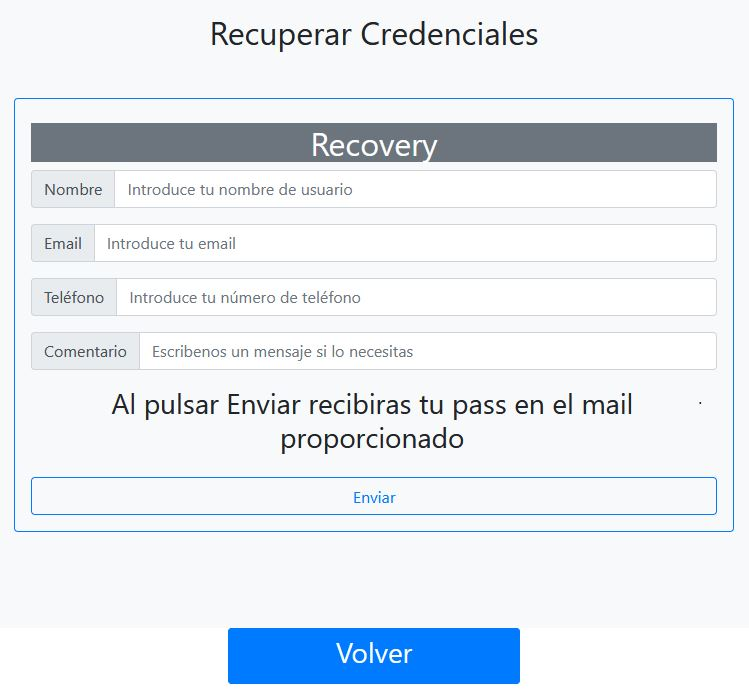 Recuperar Credenciales
Recovery
Nombre Introduce tu nombre de usuario
Email Introduce tu email
Teléfono Introduce tu número de teléfono
Comentario Escribenos un mensaje si lo necesitas
Al pulsar Enviar recibiras tu pass en el mail
proporcionado
Enviar
Volver